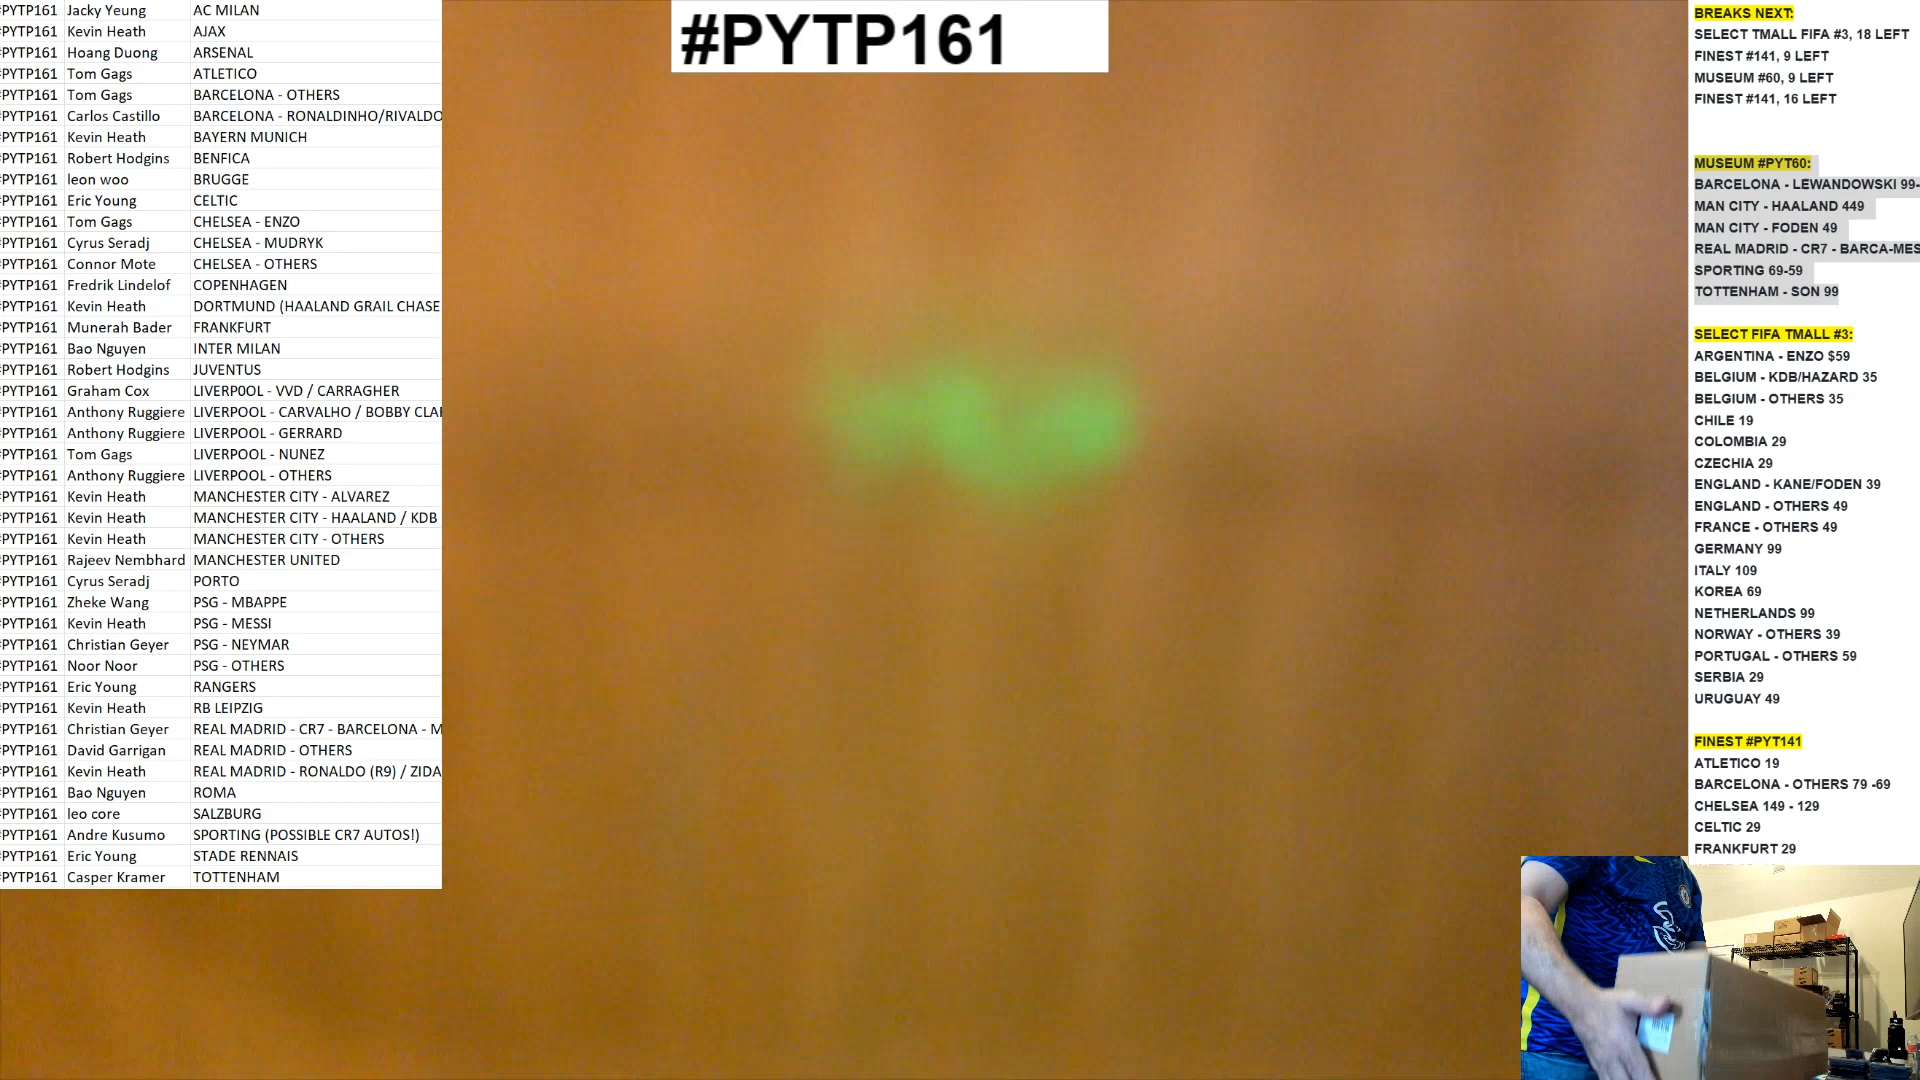 #PYTP161
#PYTP161 Jacky Yeung AC MILAN
#PYTP161 Kevin Heath AJAX
#PYTP161 Hoang Duong ARSENAL
#PYTP161 Tom Gags ATLETICO
#PYTP161 Tom Gags BARCELONA - OTHERS
#PYTP161 Carlos Castillo BARCELONA - RONALDINHO/RIVALDO
#PYTP161 Kevin Heath BAYERN MUNICH
#PYTP161 Robert Hodgins BENFICA
#PYTP161 leon woo BRUGGE
#PYTP161 Eric Young CELTIC
#PYTP161 Tom Gags CHELSEA - ENZO
#PYTP161 Cyrus Seradj CHELSEA - MUDRYK
#PYTP161 Connor Mote CHELSEA - OTHERS
#PYTP161 Fredrik Lindelof COPENHAGEN
#PYTP161 Kevin Heath DORTMUND (HAALAND GRAIL CHASE
#PYTP161 Munerah Bader FRANKFURT
#PYTP161 Bao Nguyen INTER MILAN
#PYTP161 Robert Hodgins JUVENTUS
#PYTP161 Graham Cox LIVERP0OL - VVD / CARRAGHER
#PYTP161 Anthony Ruggiere LIVERPOOL - CARVALHO / BOBBY CLAR
#PYTP161 Anthony Ruggiere LIVERPOOL - GERRARD
#PYTP161 Tom Gags LIVERPOOL - NUNEZ
#PYTP161 Anthony Ruggiere LIVERPOOL - OTHERS
#PYTP161 Kevin Heath MANCHESTER CITY - ALVAREZ
#PYTP161 Kevin Heath MANCHESTER CITY - HAALAND / KDB
#PYTP161 Kevin Heath MANCHESTER CITY - OTHERS
#PYTP161 Rajeev Nembhard MANCHESTER UNITED
#PYTP161 Cyrus Seradj PORTO
#PYTP161 Zheke Wang PSG - MBAPPE
#PYTP161 Kevin Heath PSG - MESSI
#PYTP161 Christian Geyer PSG - NEYMAR
#PYTP161 Noor Noor PSG - OTHERS
#PYTP161 Eric Young RANGERS
#PYTP161 Kevin Heath RB LEIPZIG
#PYTP161 Christian Geyer REAL MADRID - CR7 - BARCELONA - M
#PYTP161 David Garrigan REAL MADRID - OTHERS
#PYTP161 Kevin Heath REAL MADRID - RONALDO (R9) / ZIDA
#PYTP161 Bao Nguyen ROMA
#PYTP161 leo core SALZBURG
#PYTP161 Andre Kusumo SPORTING (POSSIBLE CR7 AUTOS!)
#PYTP161 Eric Young STADE RENNAIS
#PYTP161 Casper Kramer TOTTENHAM
BREAKS NEXT:
SELECT TMALL FIFA #3, 18 LEFT
FINEST #141, 9 LEFT
MUSEUM #60, 9 LEFT
FINEST #141, 16 LEFT
MUSEUM #PYT60:
BARCELONA - LEWANDOWSKI 99-
MAN CITY - HAALAND 449
MAN CITY - FODEN 49
REAL MADRID - CR7 - BARCA-MES
SPORTING 69-59
TOTTENHAM - SON 99
SELECT FIFA TMALL #3:
ARGENTINA - ENZO $59
BELGIUM - KDB/HAZARD 35
BELGIUM - OTHERS 35
CHILE 19
COLOMBIA 29
CZECHIA 29
ENGLAND - KANE/FODEN 39
ENGLAND - OTHERS 49
FRANCE - OTHERS 49
GERMANY 99
ITALY 109
KOREA 69
NETHERLANDS 99
NORWAY - OTHERS 39
PORTUGAL - OTHERS 59
SERBIA 29
URUGUAY 49
FINEST #PYT141
ATLETICO 19
BARCELONA - OTHERS 79 -69
CHELSEA 149 - 129
CELTIC 29
FRANKFURT 29